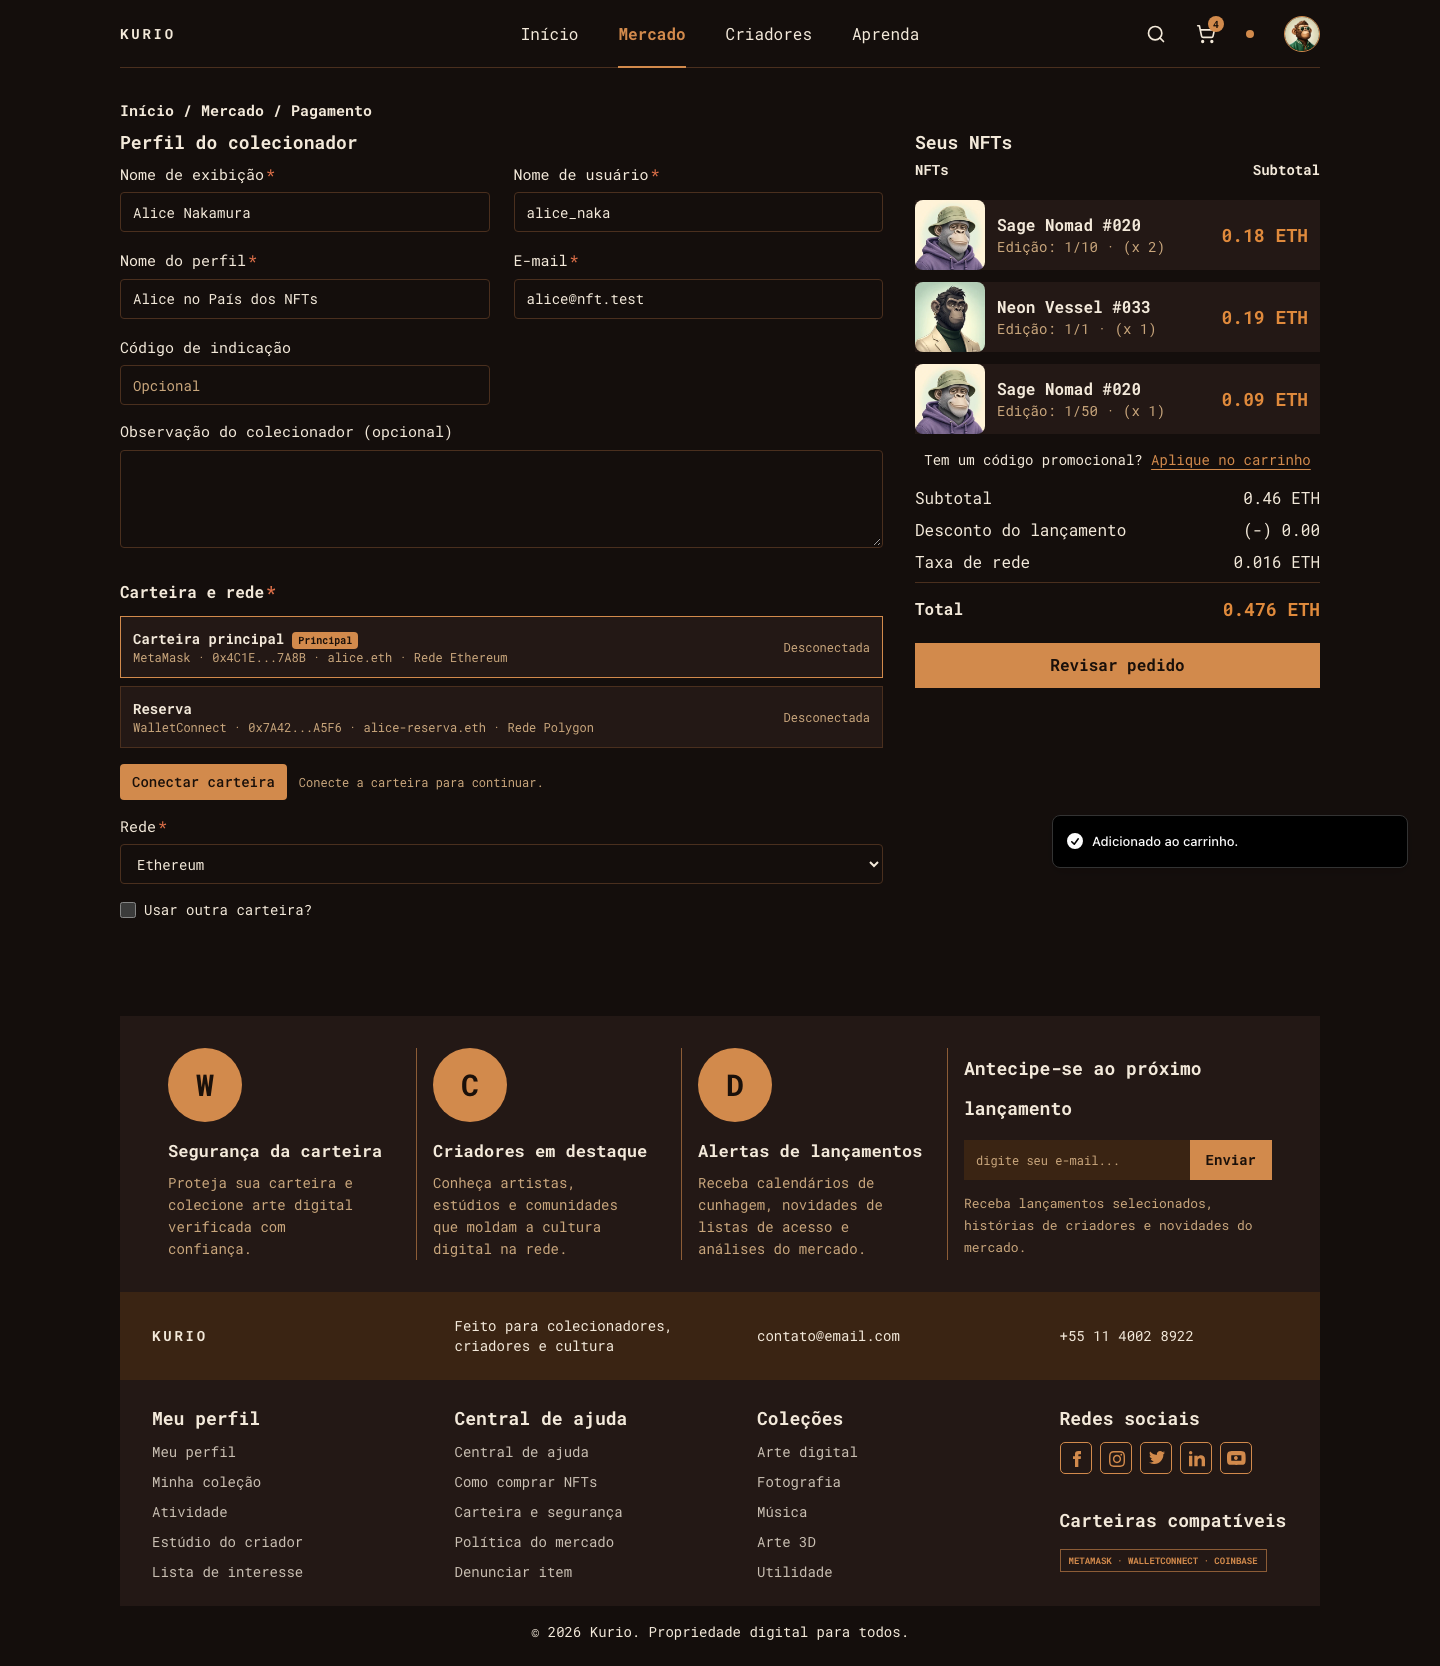 KURIO
Início
Mercado
Criadores
Aprenda
4
Início / Mercado / Pagamento
Perfil do colecionador
Nome de exibição*
Nome de usuário*
Alice Nakamura
alice_naka
Nome do perfil*
E-mail*
Alice no País dos NFTs
alice@nft.test
Código de indicação
Opcional
Observação do colecionador (opcional)
Carteira e rede*
Carteira principal Principal
MetaMask · 0x4C1E...7A8B · alice.eth · Rede Ethereum
Desconectada
Reserva
WalletConnect · 0x7A42...A5F6 · alice-reserva.eth · Rede Polygon
Desconectada
Conectar carteira
Conecte a carteira para continuar.
Rede*
Ethereum
Usar outra carteira?
Seus NFTs
NFTs
Subtotal
Sage Nomad #020
Edição: 1/10 · (x 2)
0.18 ETH
Neon Vessel #033
Edição: 1/1 · (x 1)
0.19 ETH
Sage Nomad #020
Edição: 1/50 · (x 1)
0.09 ETH
Tem um código promocional? Aplique no carrinho
Subtotal
0.46 ETH
Desconto do lançamento
(-) 0.00
Taxa de rede
0.016 ETH
Total
0.476 ETH
Revisar pedido
Adicionado ao carrinho.
W
Segurança da carteira
Proteja sua carteira e
colecione arte digital
verificada com
confiança.
C
Criadores em destaque
Conheça artistas,
estúdios e comunidades
que moldam a cultura
digital na rede.
D
Alertas de lançamentos
Receba calendários de
cunhagem, novidades de
listas de acesso e
análises do mercado.
Antecipe-se ao próximo
lançamento
digite seu e-mail...
Enviar
Receba lançamentos selecionados,
histórias de criadores e novidades do
mercado.
KURIO
Feito para colecionadores,
criadores e cultura
contato@email.com
+55 11 4002 8922
Meu perfil
Meu perfil
Minha coleção
Atividade
Estúdio do criador
Lista de interesse
Central de ajuda
Central de ajuda
Como comprar NFTs
Carteira e segurança
Política do mercado
Denunciar item
Coleções
Arte digital
Fotografia
Música
Arte 3D
Utilidade
Redes sociais
Carteiras compatíveis
METAMASK · WALLETCONNECT · COINBASE
© 2026 Kurio. Propriedade digital para todos.